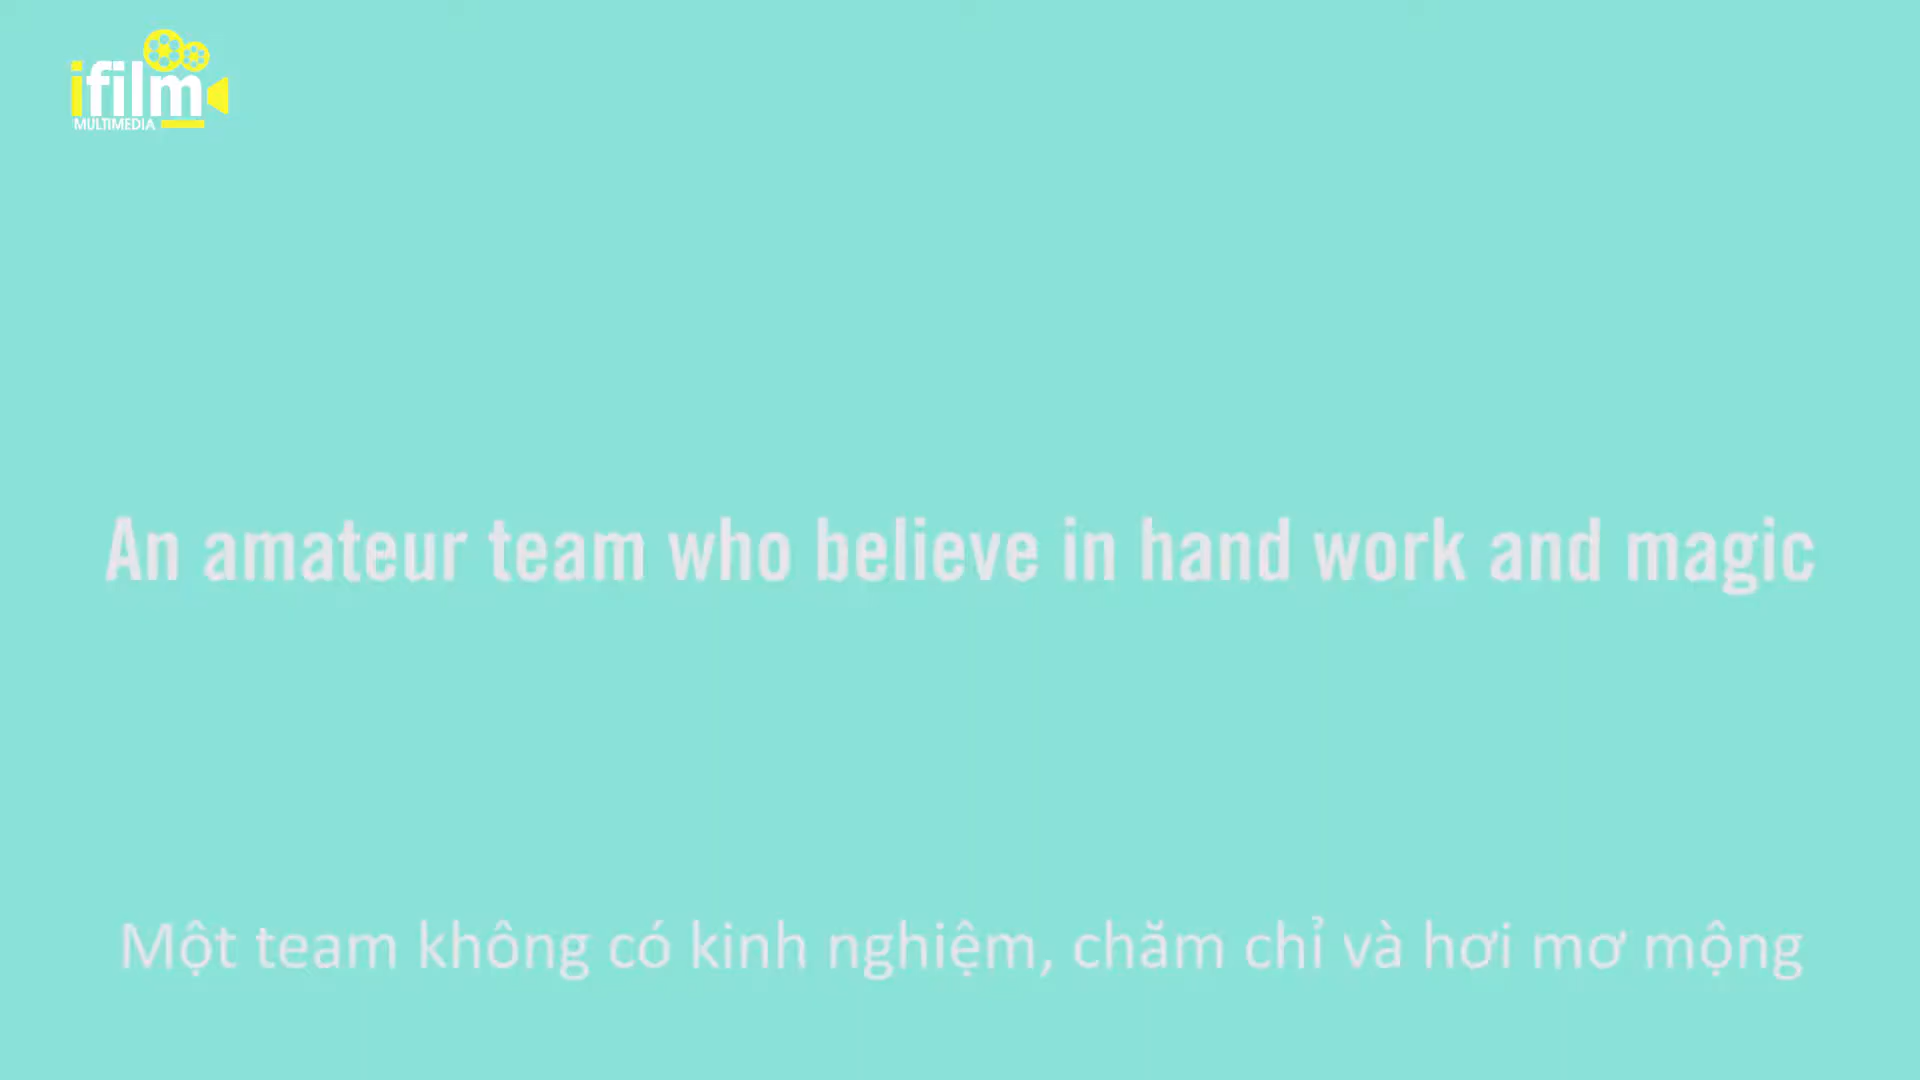 ifilm
MULTIMEDIA
An amateur team who believe in hand work and magic
Một team không có kinh nghiệm, chăm chỉ và hơi mơ mộng